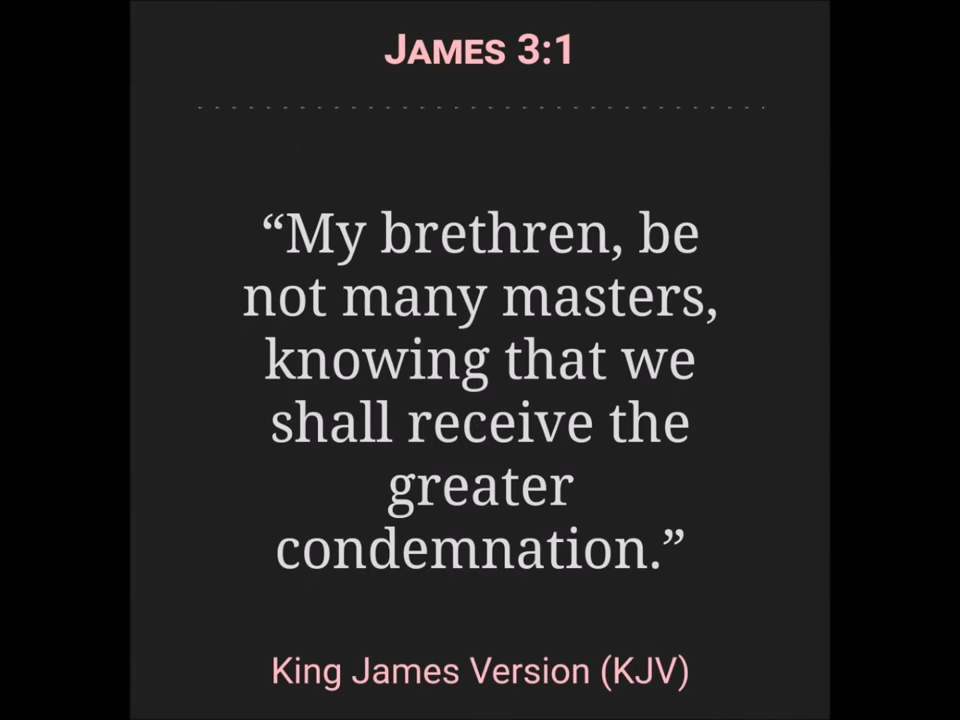 James 3:1
“My brethren, be
not many masters,
knowing that we
shall receive the
greater
condemnation.”
King James Version (KJV)